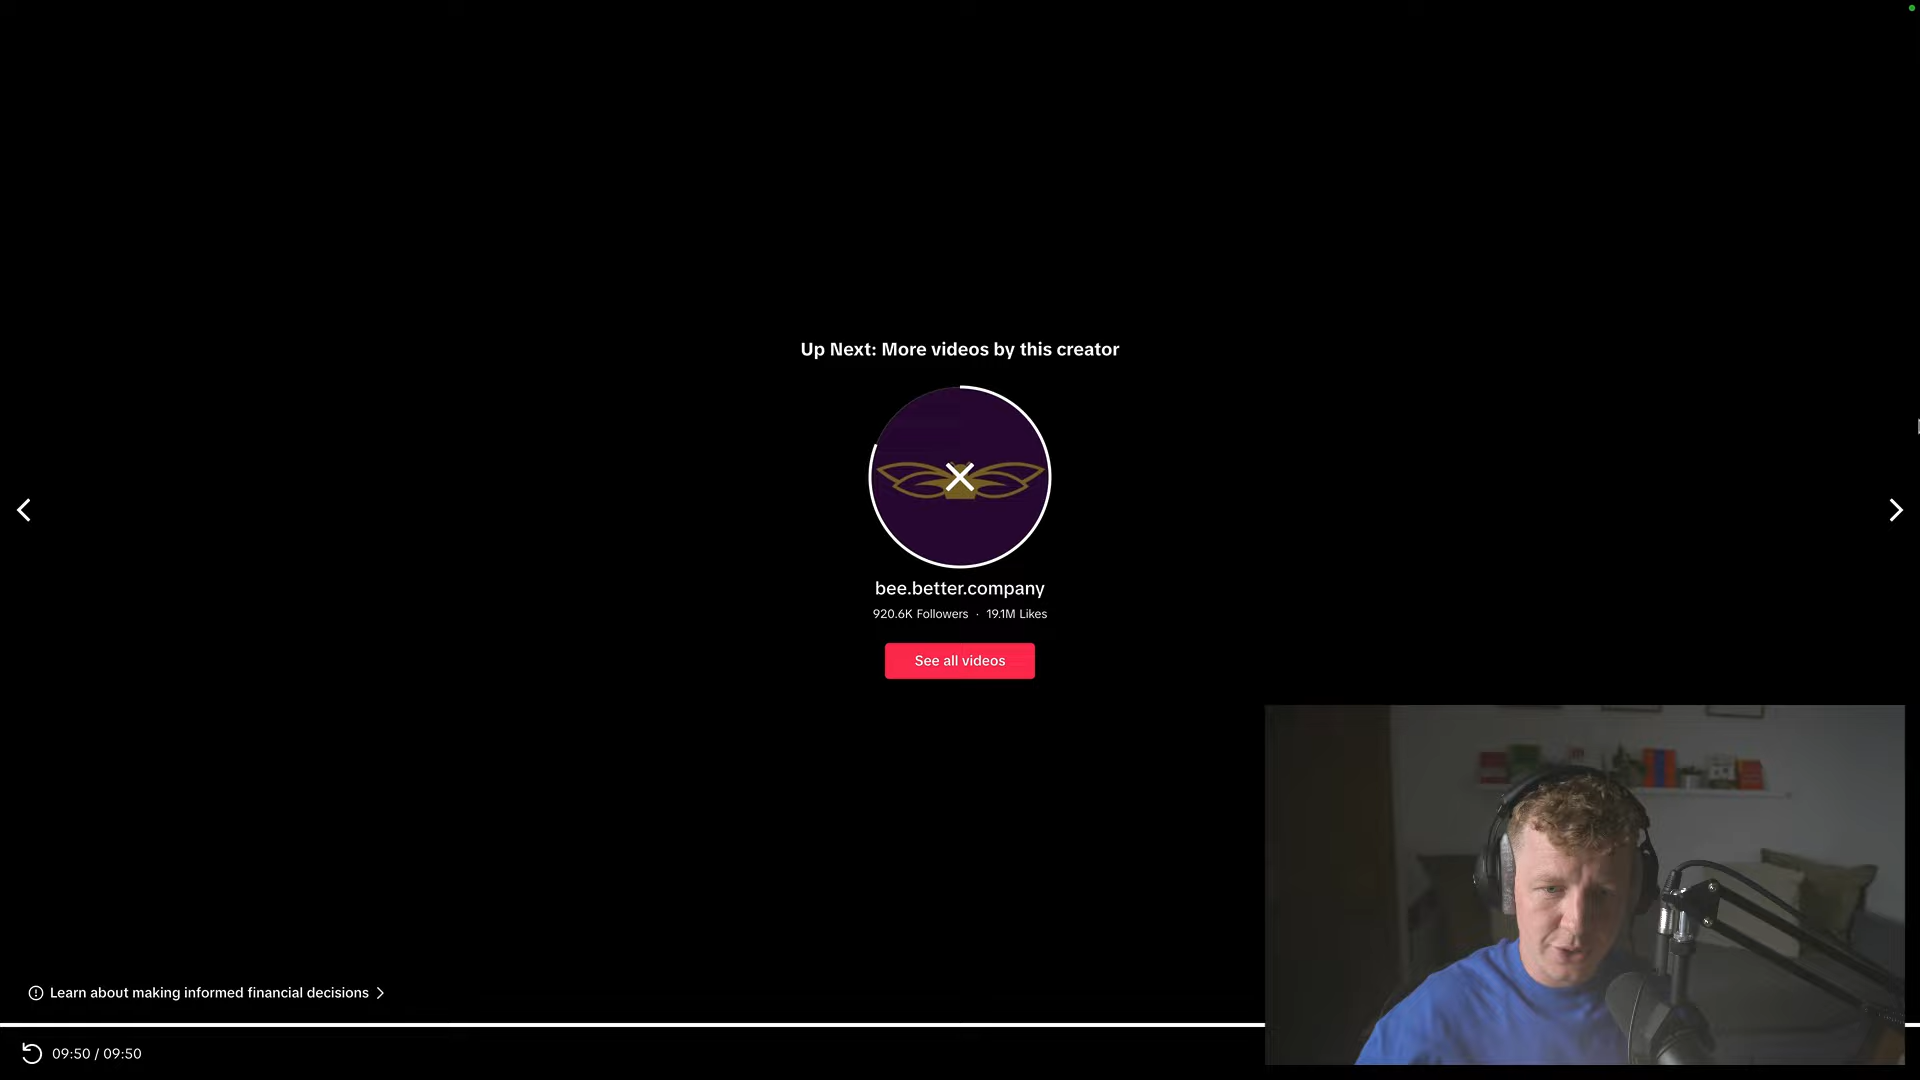 Up Next: More videos by this creator
bee.better.company
920.6K Followers · 19.1M Likes
See all videos
Learn about making informed financial decisions
09:50 / 09:50